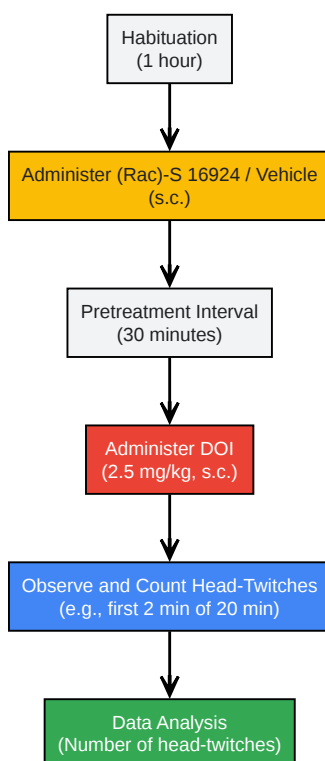 Habituation
(1 hour)
Administer (Rac)-S 16924 / Vehicle
(s.c.)
Pretreatment Interval
(30 minutes)
Administer DOI
(2.5 mg/kg, s.c.)
Observe and Count Head-Twitches
(e.g., first 2 min of 20 min)
Data Analysis
(Number of head-twitches)